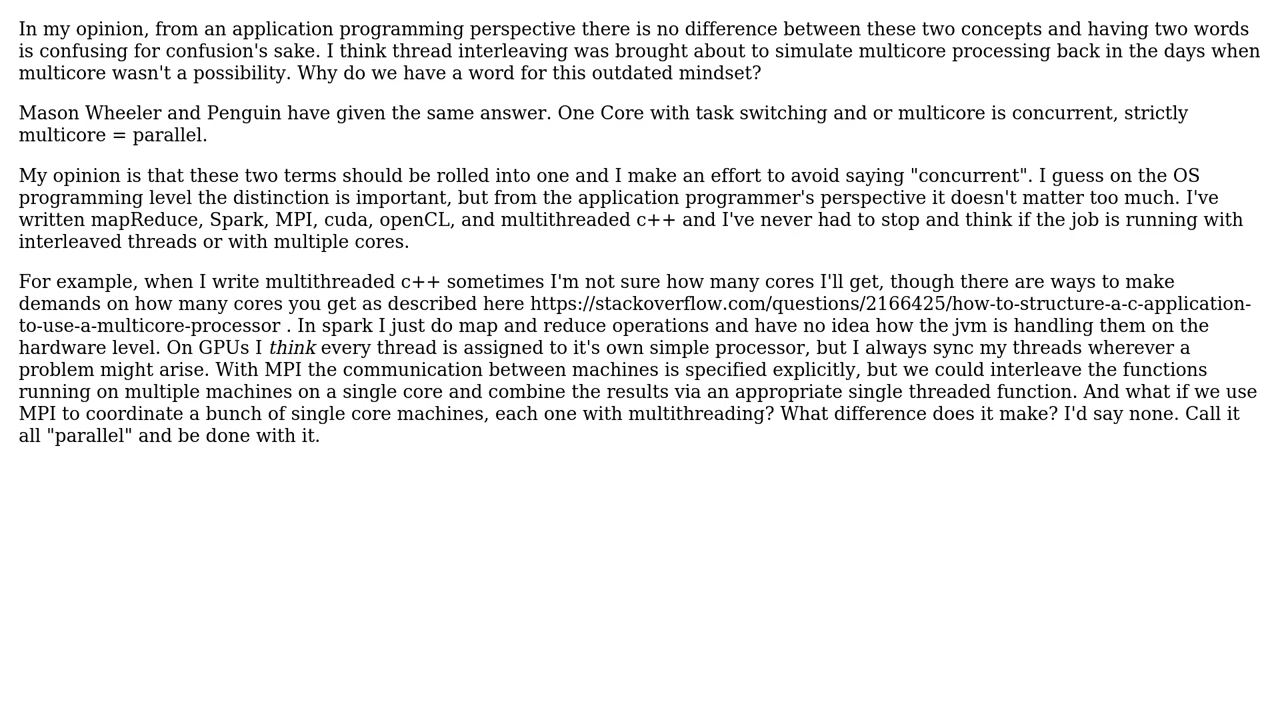 In my opinion, from an application programming perspective there is no difference between these two concepts and having two words
is confusing for confusion's sake. I think thread interleaving was brought about to simulate multicore processing back in the days when
multicore wasn't a possibility. Why do we have a word for this outdated mindset?
Mason Wheeler and Penguin have given the same answer. One Core with task switching and or multicore is concurrent, strictly
multicore = parallel.
My opinion is that these two terms should be rolled into one and I make an effort to avoid saying "concurrent". I guess on the OS
programming level the distinction is important, but from the application programmer's perspective it doesn't matter too much. I've
written mapReduce, Spark, MPI, cuda, openCL, and multithreaded c++ and I've never had to stop and think if the job is running with
interleaved threads or with multiple cores.
For example, when I write multithreaded c++ sometimes I'm not sure how many cores I'll get, though there are ways to make
demands on how many cores you get as described here https://stackoverflow.com/questions/2166425/how-to-structure-a-c-application-
to-use-a-multicore-processor . In spark I just do map and reduce operations and have no idea how the jvm is handling them on the
hardware level. On GPUs I think every thread is assigned to it's own simple processor, but I always sync my threads wherever a
problem might arise. With MPI the communication between machines is specified explicitly, but we could interleave the functions
running on multiple machines on a single core and combine the results via an appropriate single threaded function. And what if we use
MPI to coordinate a bunch of single core machines, each one with multithreading? What difference does it make? I'd say none. Call it
all "parallel" and be done with it.